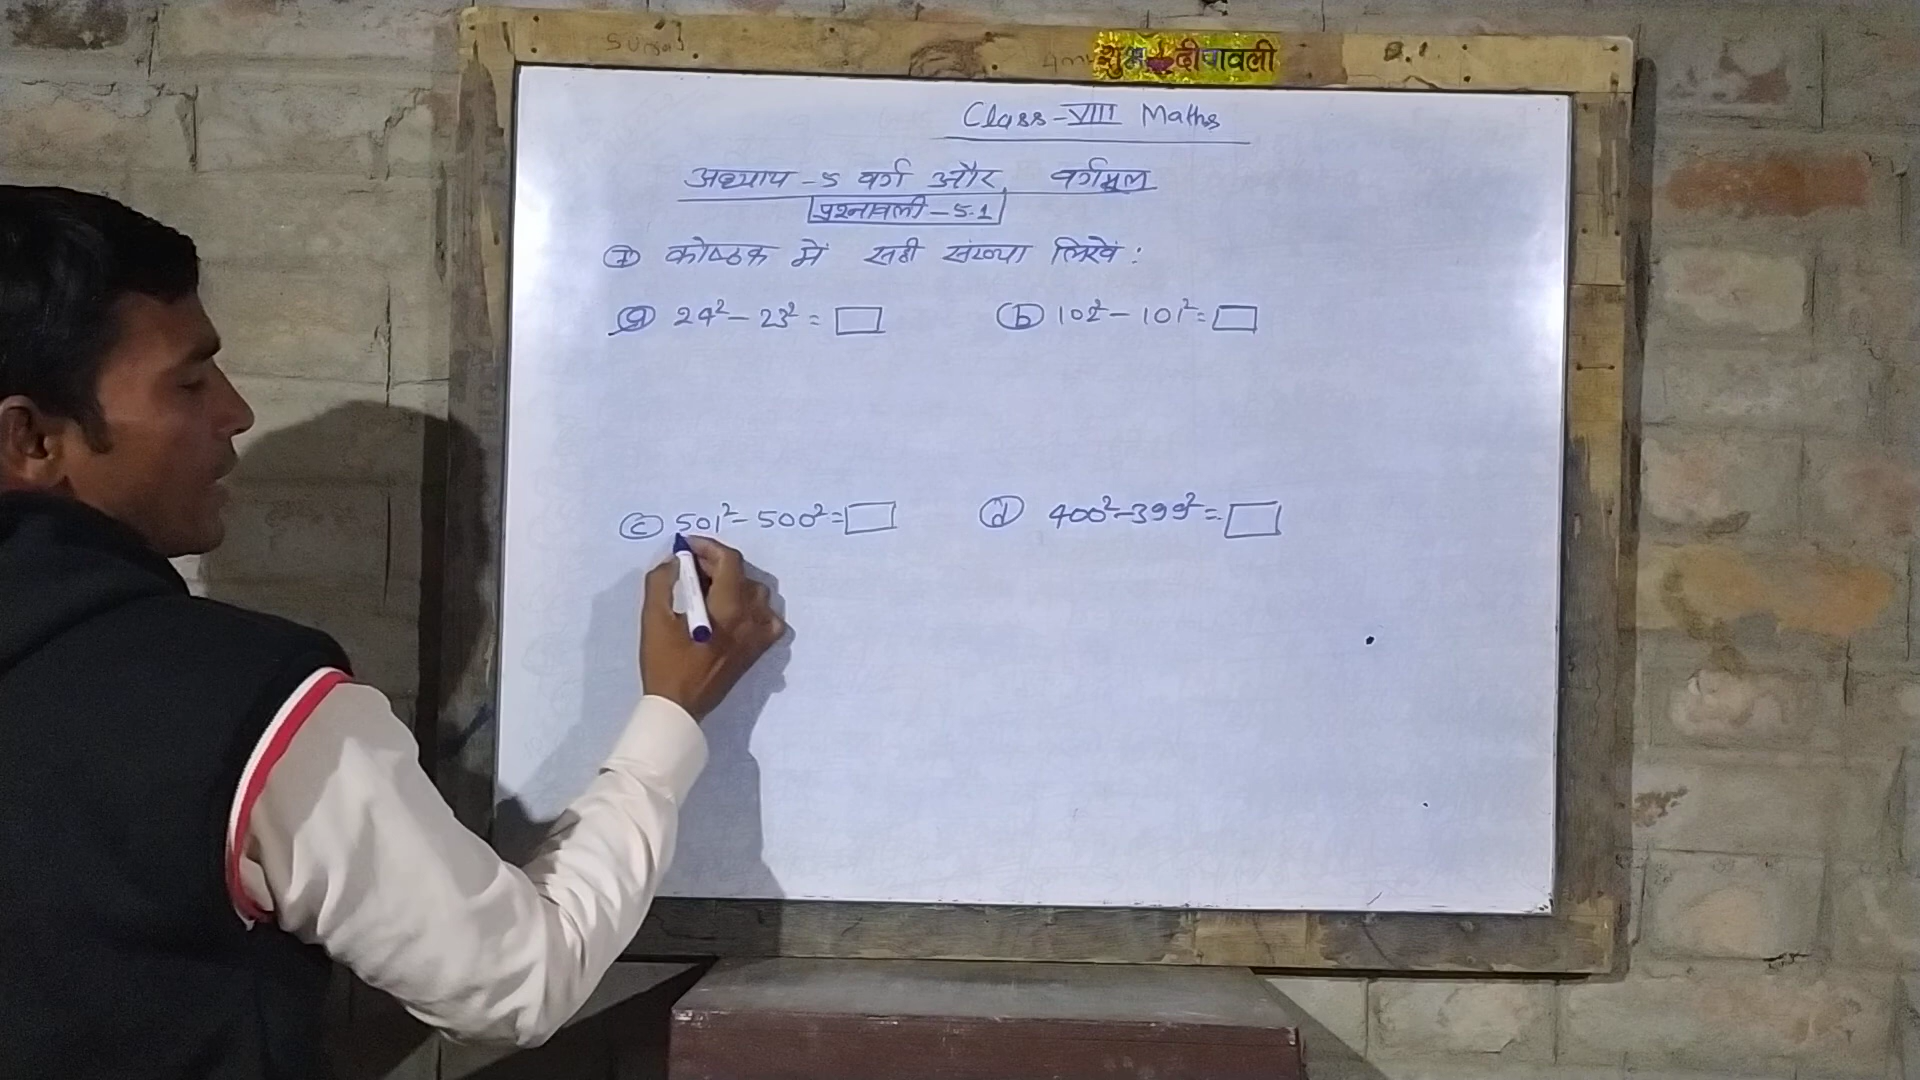 शुभ दीपावली
Class-VIII Maths
अध्याय-5 वर्ग और वर्गमूल
प्रश्नावली-5.1
⑦ कोष्ठक में सही संख्या लिखें:
ⓐ 24² - 23² = □ ⓑ 102² - 101² = □
ⓒ 501² - 500² = □ ⓓ 400² - 399² = □